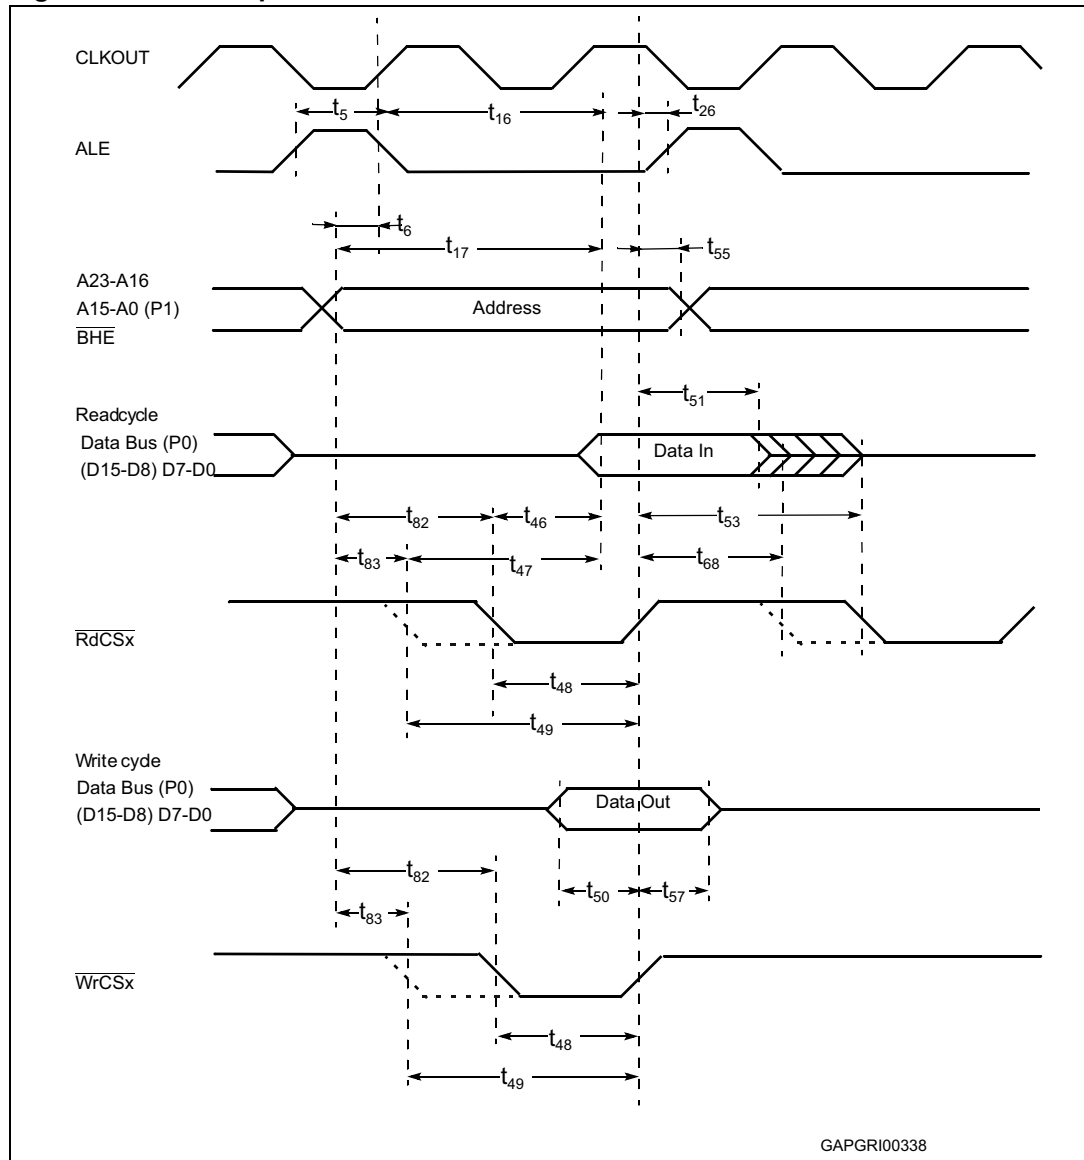 CLKOUT
t5
t16
t26
ALE
t6
t17
t55
A23-A16
A15-A0 (P1)
Address
BHE
t51
Readcycle
Data Bus (P0)
Data In
(D15-D8) D7-D0
t82
t46
t53
t83
t47
t68
RdCSx
t48
t49
Write cyde
Data Bus (P0)
Data Out
(D15-D8) D7-D0
t82
t50
t57
t83
WrCSx
t48
t49
GAPGRI00338